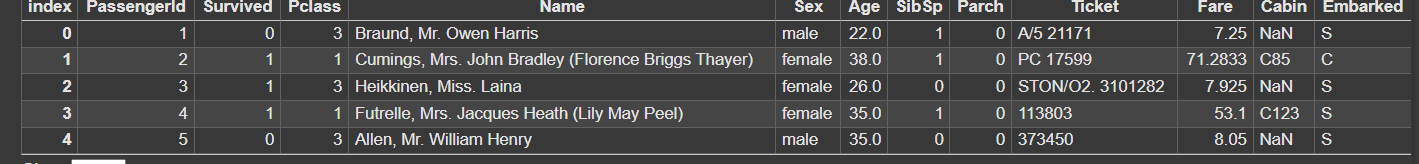 index PassengerId Survived Pclass Name Sex Age SibSp Parch Ticket Fare Cabin Embarked
0 1 0 3 Braund, Mr. Owen Harris male 22.0 1 0 A/5 21171 7.25 NaN S
1 2 1 1 Cumings, Mrs. John Bradley (Florence Briggs Thayer) female 38.0 1 0 PC 17599 71.2833 C85 C
2 3 1 3 Heikkinen, Miss. Laina female 26.0 0 0 STON/O2. 3101282 7.925 NaN S
3 4 1 1 Futrelle, Mrs. Jacques Heath (Lily May Peel) female 35.0 1 0 113803 53.1 C123 S
4 5 0 3 Allen, Mr. William Henry male 35.0 0 0 373450 8.05 NaN S